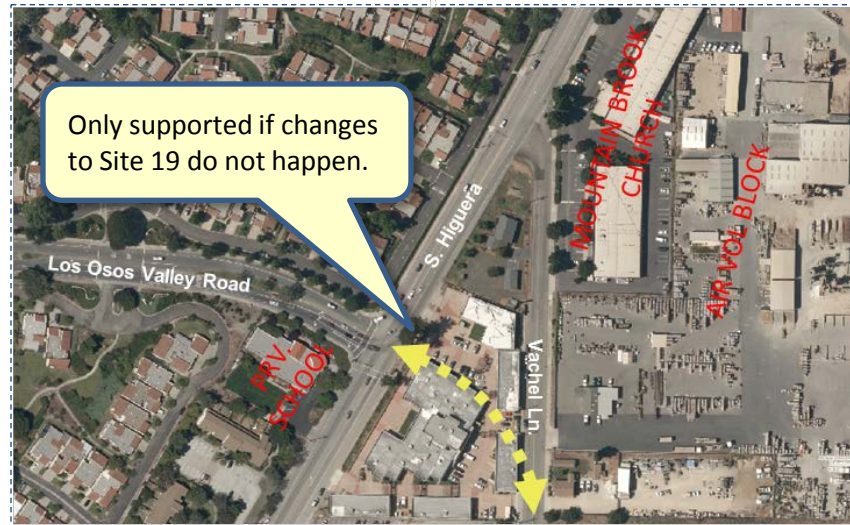 Only supported if changes
to Site 19 do not happen.
Los Osos Valley Road
S. Higuera
PRV.
SCHOOL
Vachel Ln.
MOUNTAIN BROOK
CHURCH
AIR VOL BLOCK